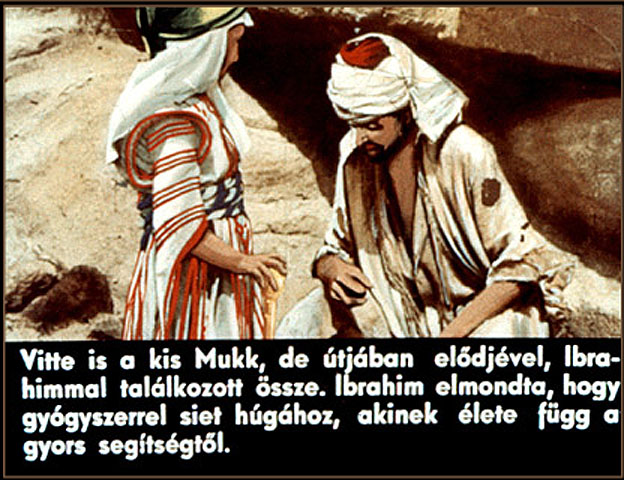 Vitte is a kis Mukk, de útjában elődjével, Ibra-
himmal találkozott össze. Ibrahim elmondta, hogy
gyógyszerrel siet húgához, akinek élete függ a
gyors segítségtől.